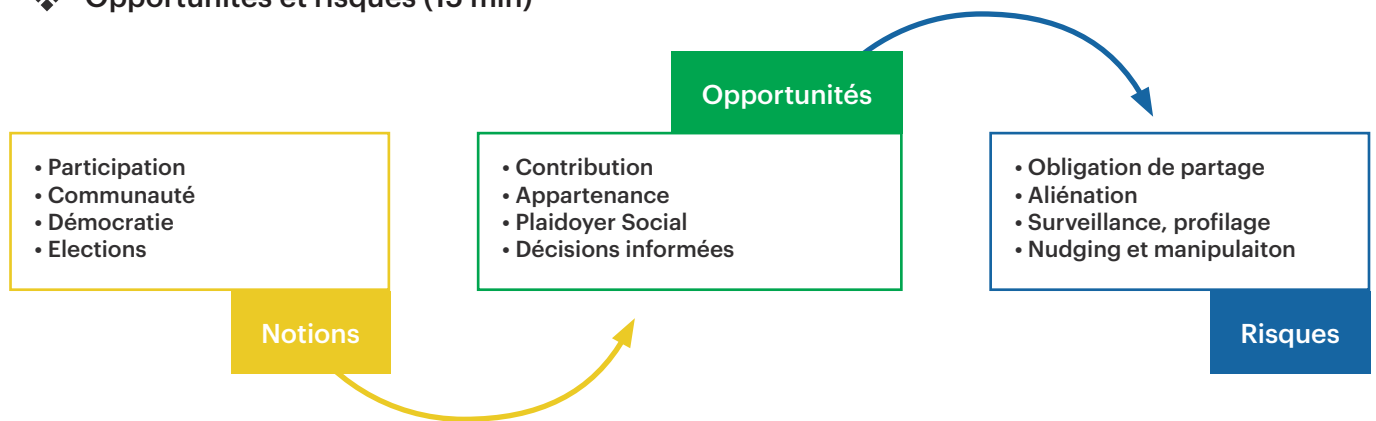 ❖ Opportunités et risques (15 min)
Opportunités
• Participation
• Communauté
• Démocratie
• Elections
Notions
• Contribution
• Appartenance
• Plaidoyer Social
• Décisions informées
• Obligation de partage
• Aliénation
• Surveillance, profilage
• Nudging et manipulaiton
Risques